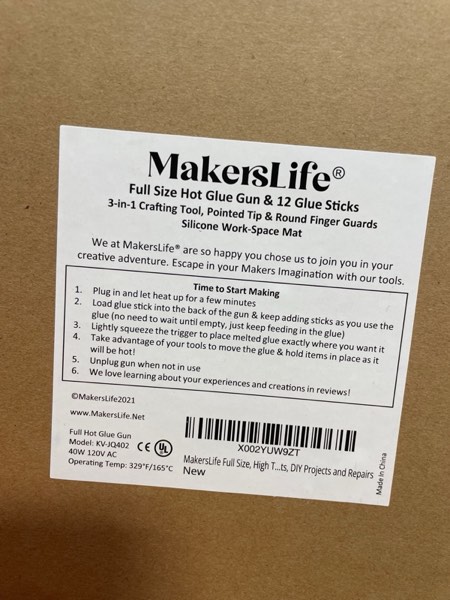 MakersLife®
Full Size Hot Glue Gun & 12 Glue Sticks
3-in-1 Crafting Tool, Pointed Tip & Round Finger Guards
Silicone Work-Space Mat
We at MakersLife® are so happy you chose us to join you in your
creative adventure. Escape in your Makers Imagination with our tools.
Time to Start Making
1. Plug in and let heat up for a few minutes
2. Load glue stick into the back of the gun & keep adding sticks as you use the
glue (no need to wait until empty, just keep feeding in the glue)
3. Lightly squeeze the trigger to place melted glue exactly where you want it
4. Take advantage of your tools to move the glue & hold items in place as it
will be hot!
5. Unplug gun when not in use
6. We love learning about your experiences and creations in reviews!
©MakersLife2021
www.MakersLife.Net
Full Hot Glue Gun
Model: KV-JQ402
40W 120V AC
Operating Temp: 329°F/165°C
CE
UL
X002YUW9ZT
MakersLife Full Size, High T...ts, DIY Projects and Repairs
New
Made In China